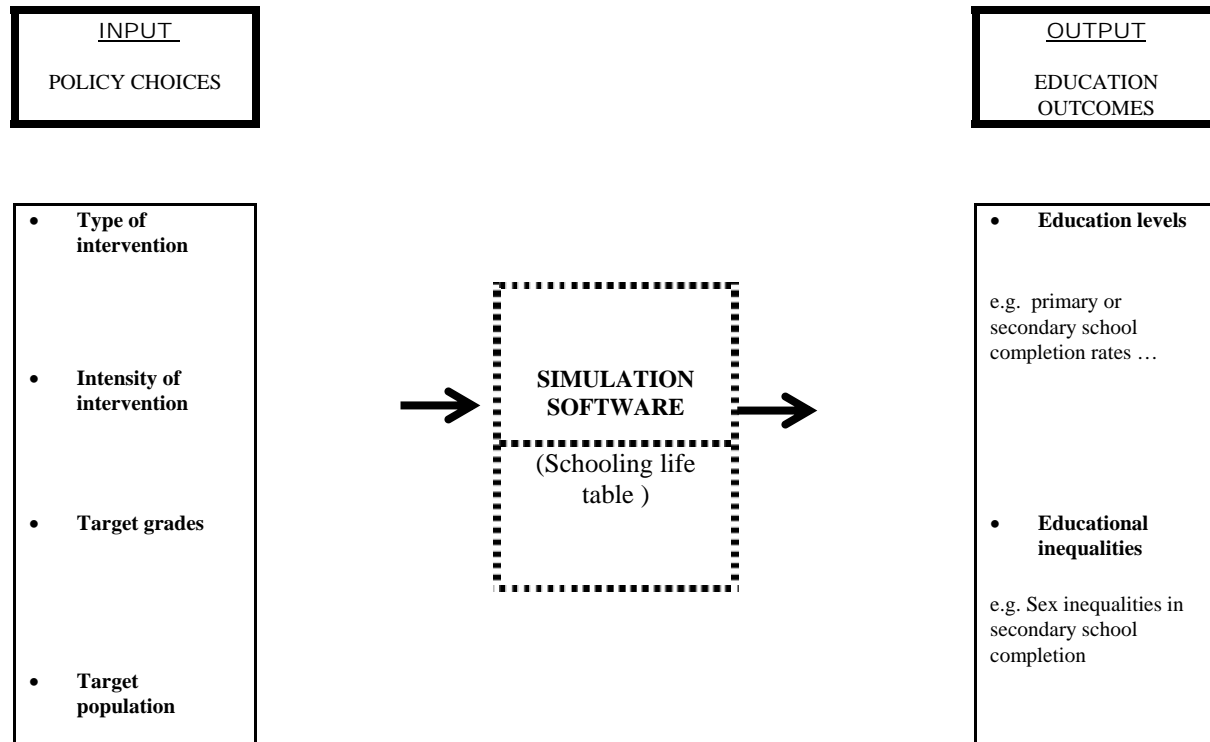 INPUT
POLICY CHOICES
• Type of
intervention
• Intensity of
intervention
• Target grades
• Target
population
SIMULATION
SOFTWARE
(Schooling life
table )
OUTPUT
EDUCATION
OUTCOMES
• Education levels
e.g. primary or
secondary school
completion rates …
• Educational
inequalities
e.g. Sex inequalities in
secondary school
completion